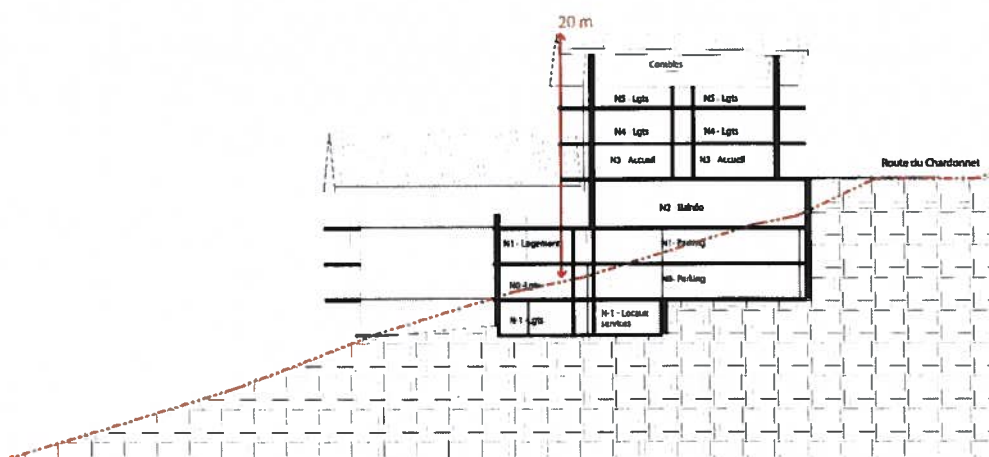 20 m
Combles
N5 - Lgts N5 - Lgts
N4 Lgts N4 - Lgts
N3 Accueil N3 Accueil
Route du Chardonnet
N2 Balnéo
N1 - Logement N1 - Parking
N0 - Lgts N0 - Parking
N-1 - Lgts N-1 - Locaux
services